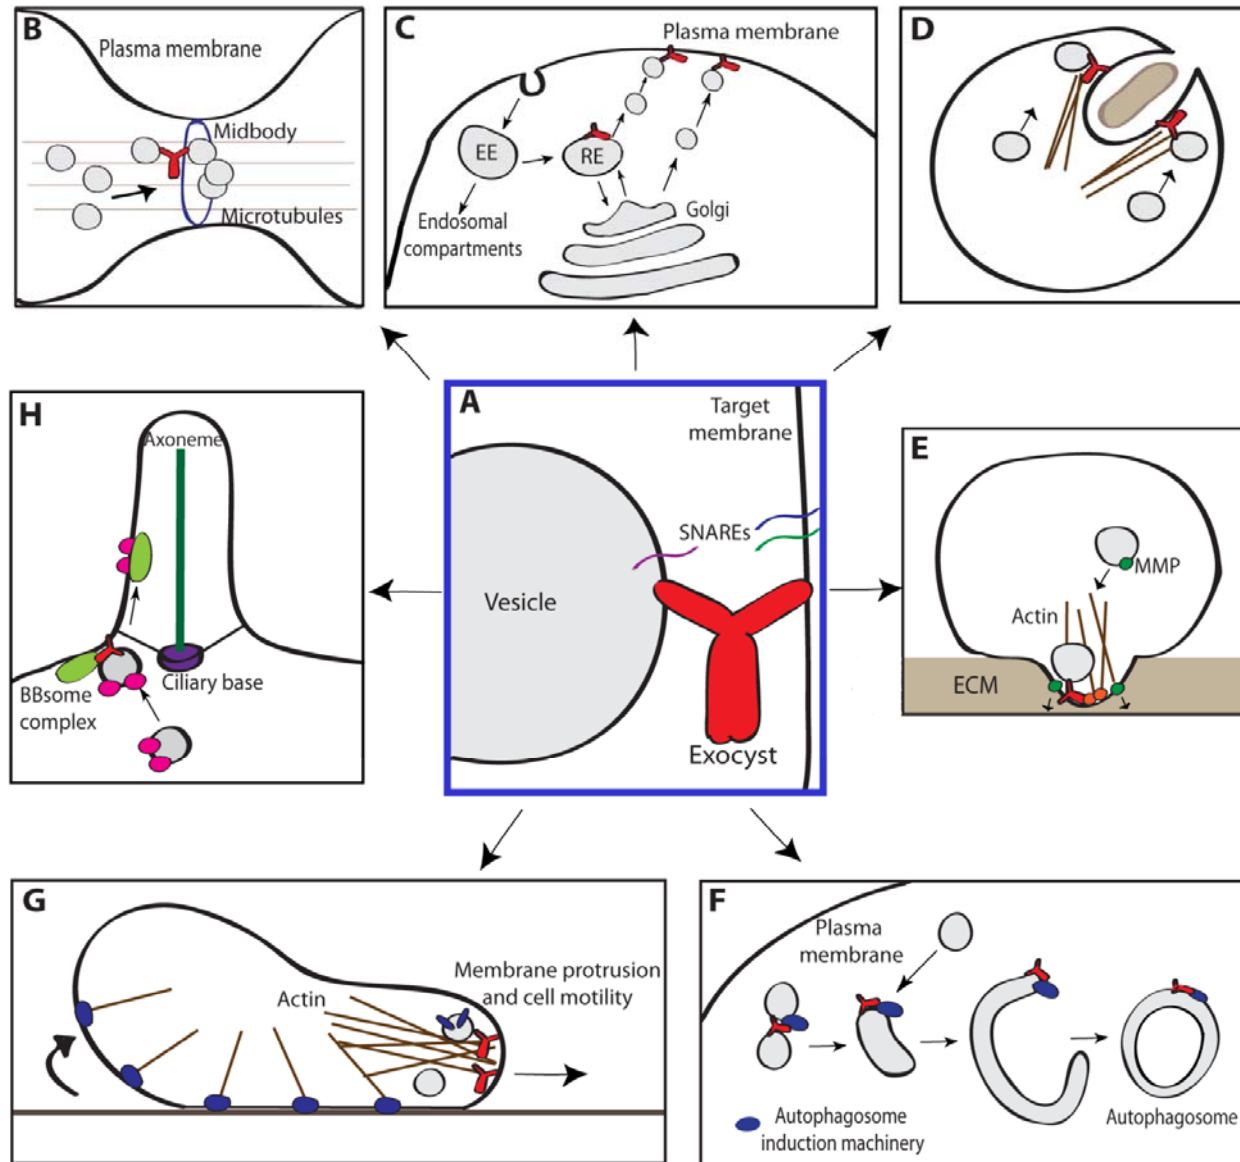 B
Plasma membrane
Midbody
Microtubules
C
Plasma membrane
EE
RE
Golgi
Endosomal
compartments
D
H
Axoneme
BBsome
complex
Ciliary base
A
Target
membrane
SNAREs
Vesicle
Exocyst
E
MMP
Actin
ECM
G
Actin
Membrane protrusion
and cell motility
F
Plasma
membrane
Autophagosome
induction machinery
Autophagosome